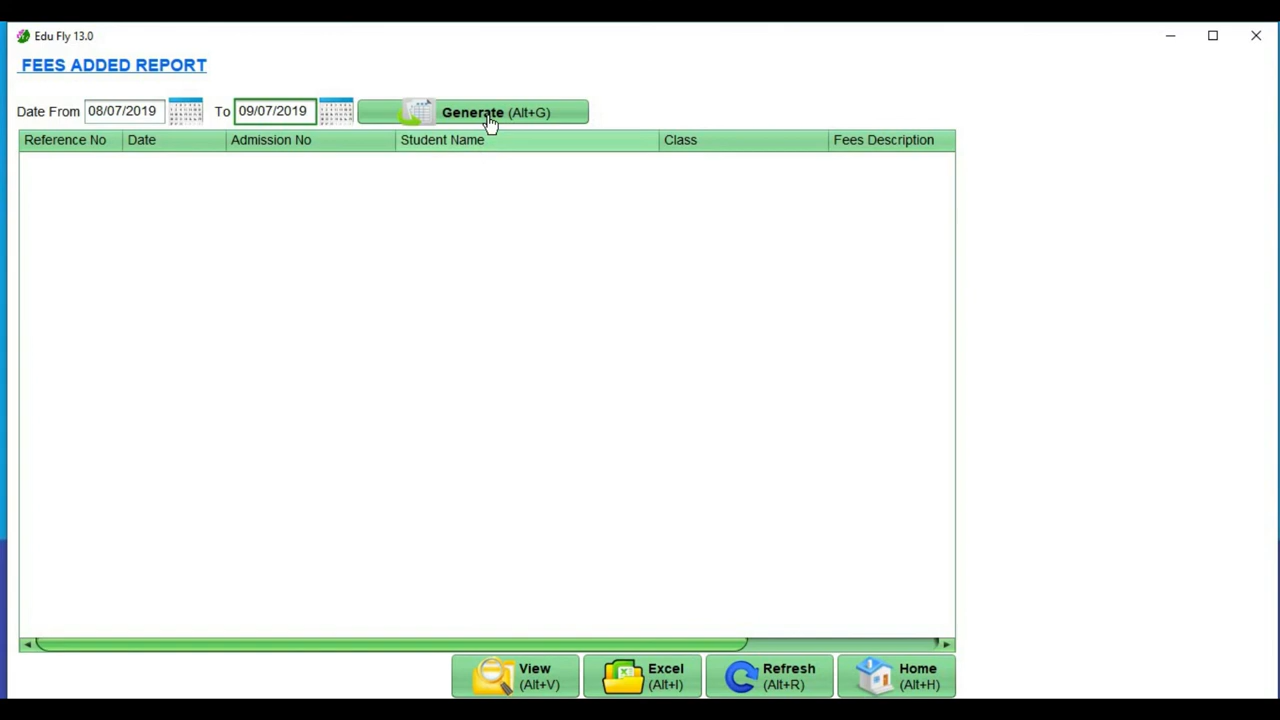 Edu Fly 13.0
FEES ADDED REPORT
Date From 08/07/2019 To 09/07/2019 Generate (Alt+G)
Reference No Date Admission No Student Name Class Fees Description
View (Alt+V) Excel (Alt+I) Refresh (Alt+R) Home (Alt+H)